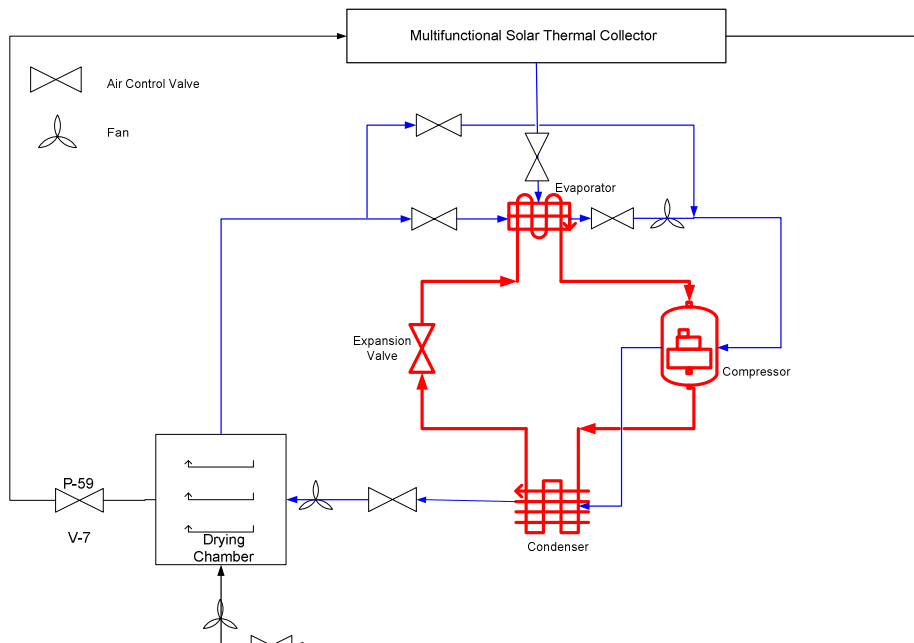 Multifunctional Solar Thermal Collector
Air Control Valve
Fan
Evaporator
Expansion
Valve
Compressor
P-59
V-7
Drying
Chamber
Condenser